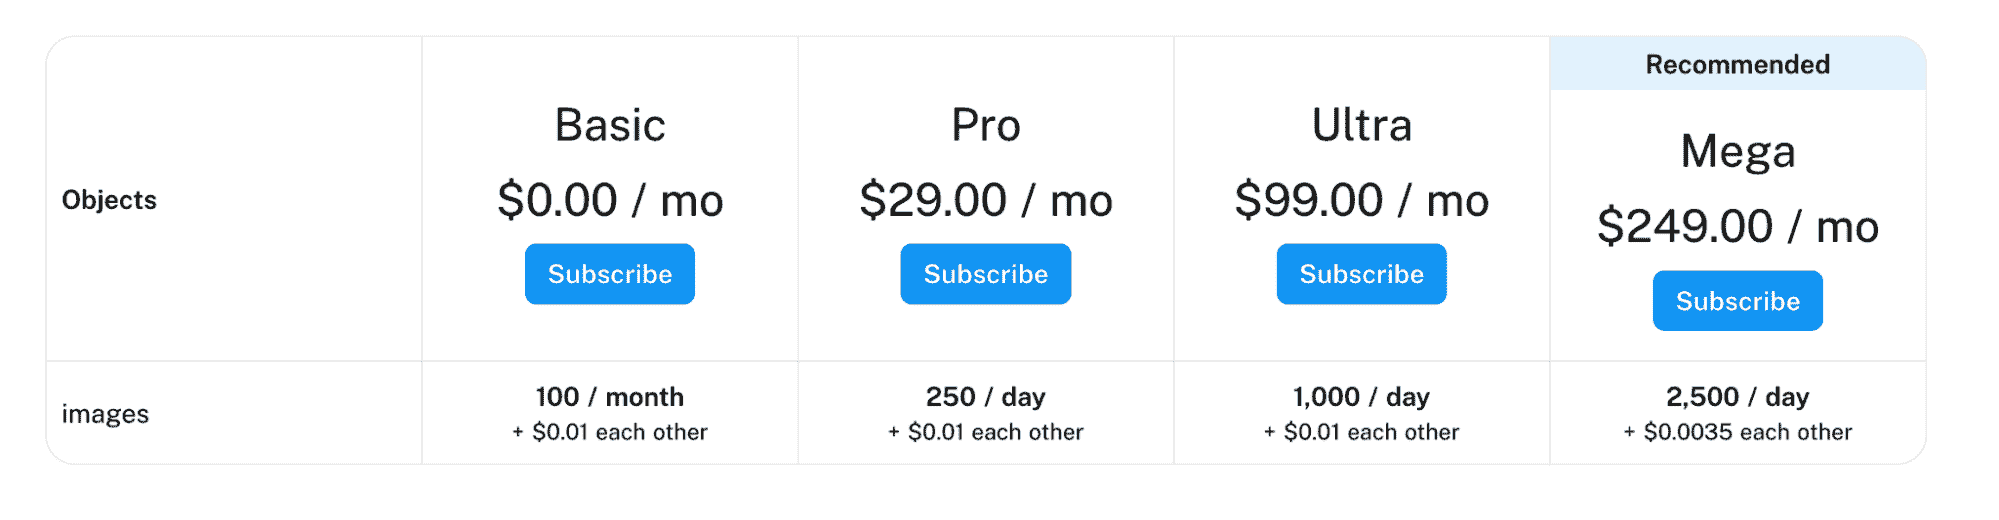 Objects
Basic
$0.00 / mo
Subscribe
Pro
$29.00 / mo
Subscribe
Ultra
$99.00 / mo
Subscribe
Recommended
Mega
$249.00 / mo
Subscribe
images
100 / month
+ $0.01 each other
250 / day
+ $0.01 each other
1,000 / day
+ $0.01 each other
2,500 / day
+ $0.0035 each other